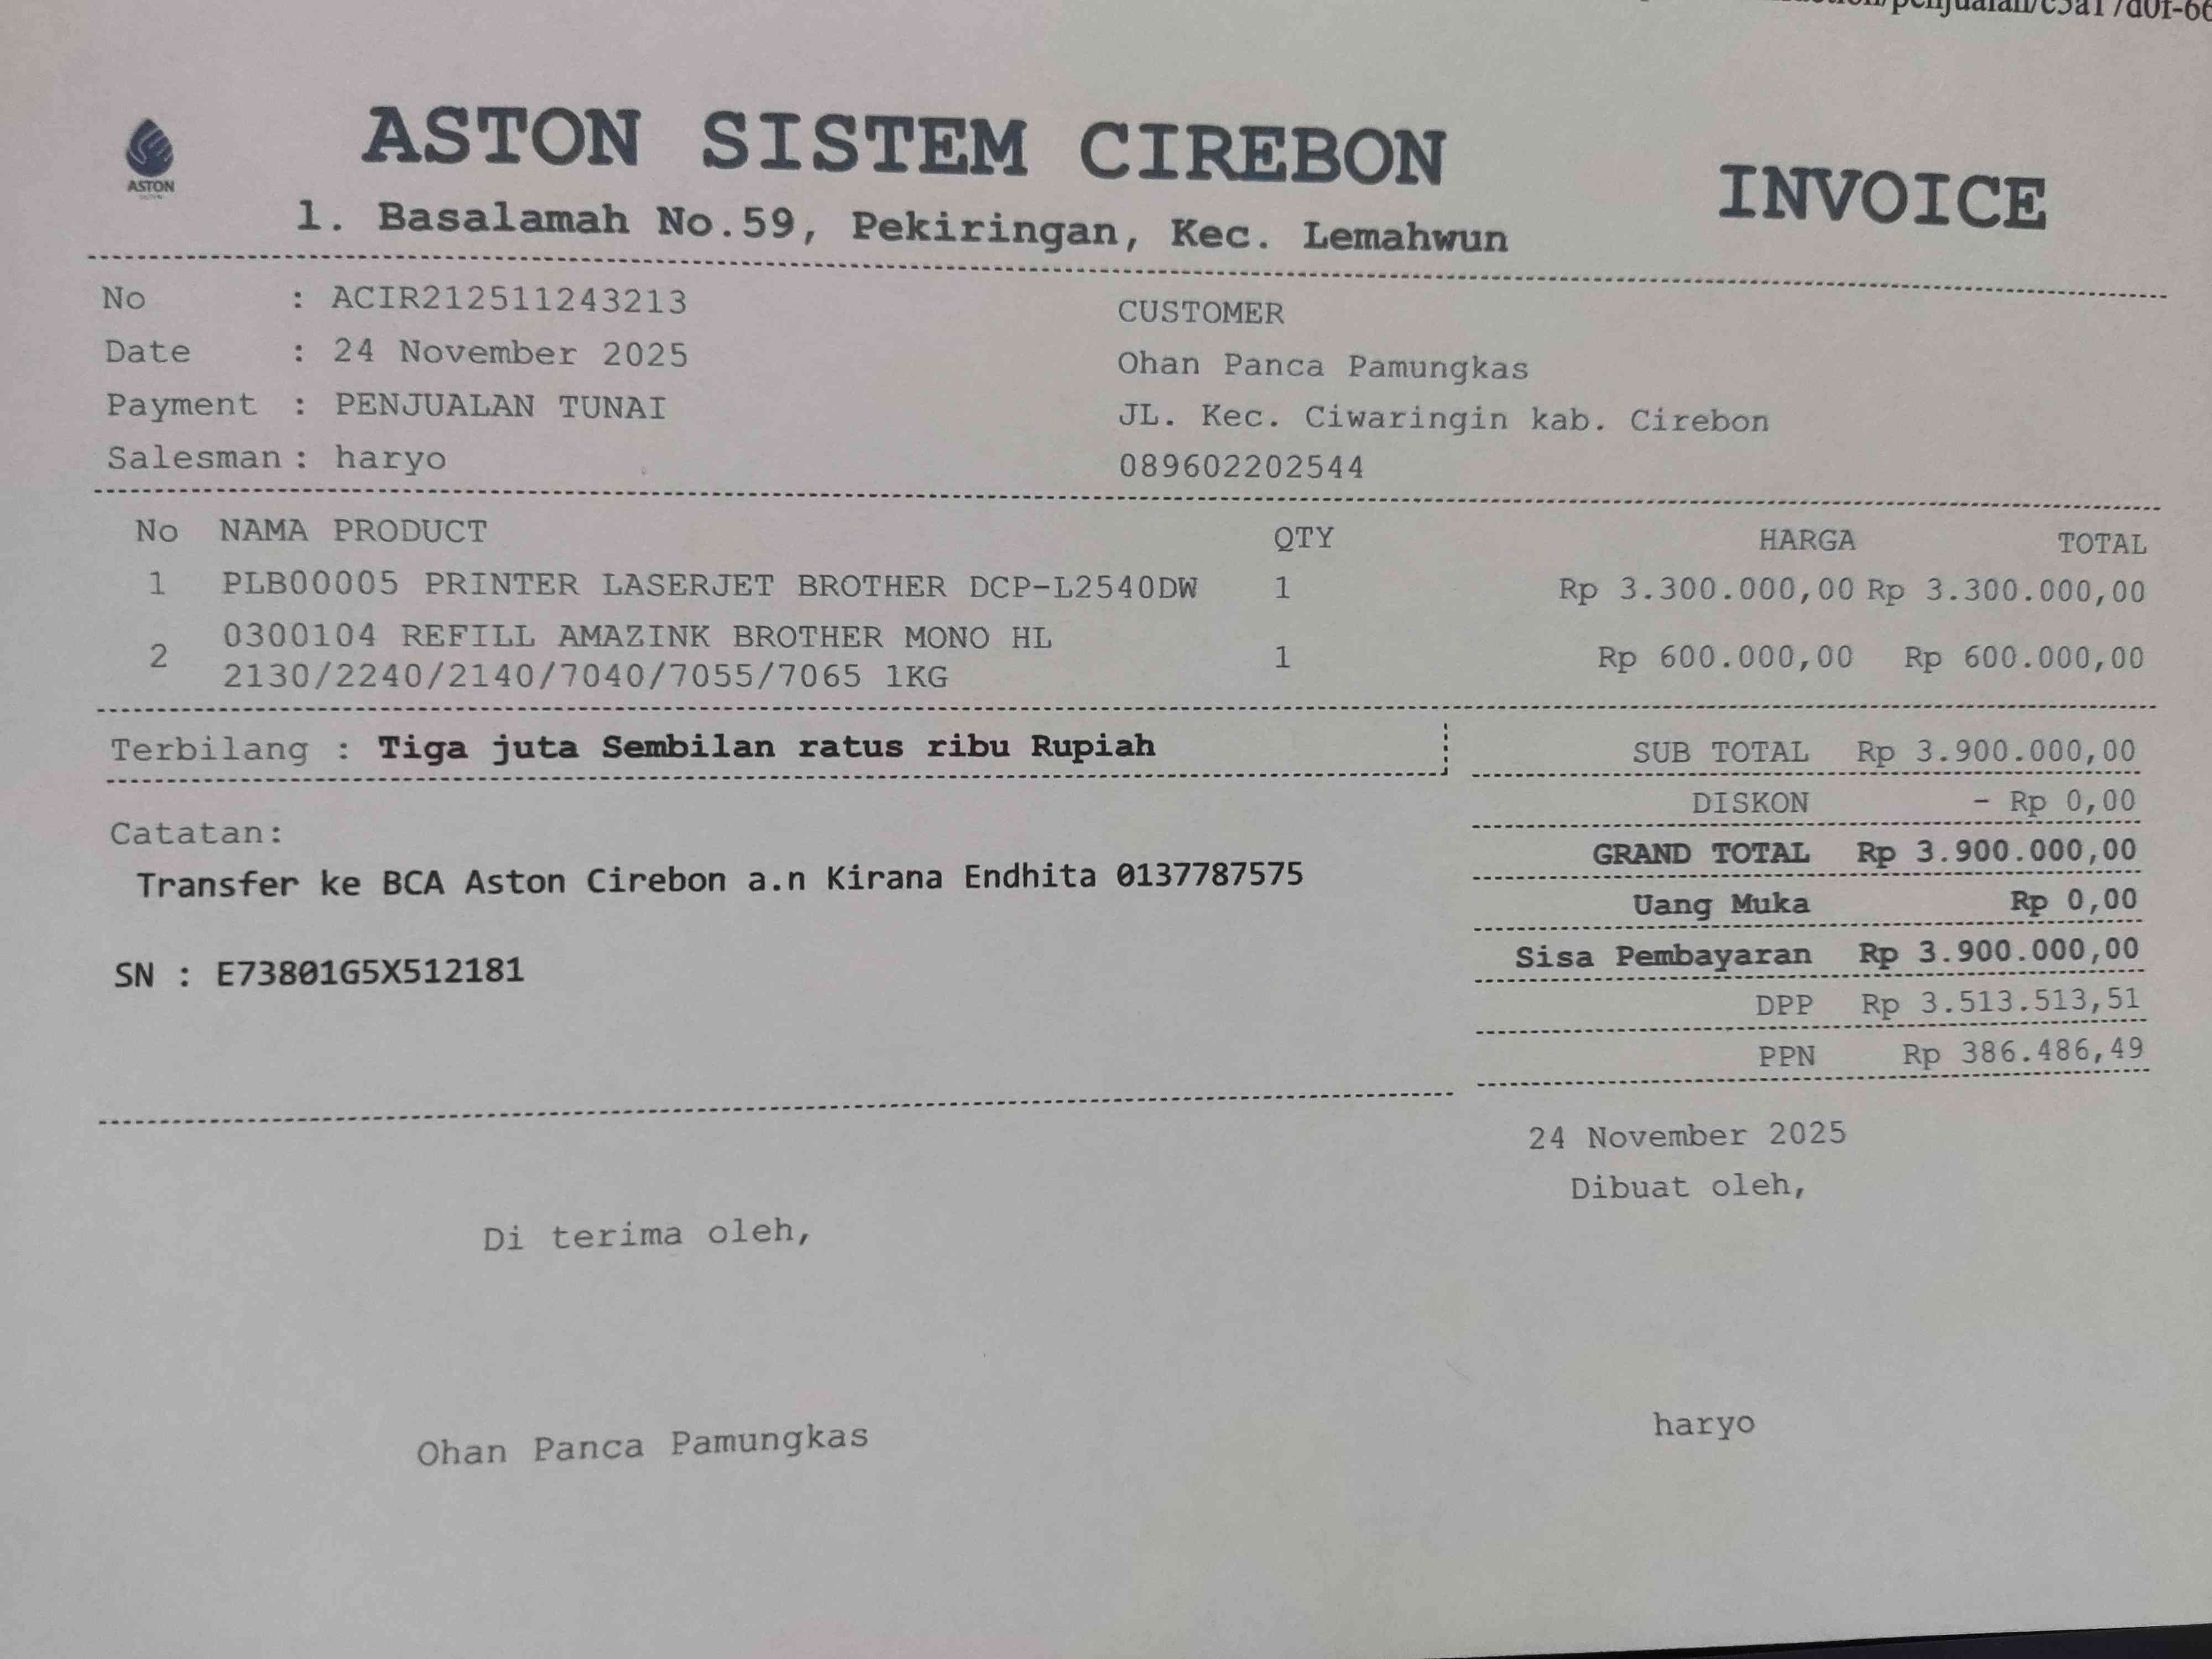 ASTON
ASTON SISTEM CIREBON
INVOICE
1. Basalamah No.59, Pekiringan, Kec. Lemahwun
No : ACIR212511243213
Date : 24 November 2025
Payment : PENJUALAN TUNAI
Salesman : haryo
CUSTOMER
Ohan Panca Pamungkas
JL. Kec. Ciwaringin kab. Cirebon
089602202544
No NAMA PRODUCT QTY HARGA TOTAL
1 PLB00005 PRINTER LASERJET BROTHER DCP-L2540DW 1 Rp 3.300.000,00 Rp 3.300.000,00
2 0300104 REFILL AMAZINK BROTHER MONO HL
2130/2240/2140/7040/7055/7065 1KG 1 Rp 600.000,00 Rp 600.000,00
Terbilang : Tiga juta Sembilan ratus ribu Rupiah
Catatan:
Transfer ke BCA Aston Cirebon a.n Kirana Endhita 0137787575
SN : E73801G5X512181
SUB TOTAL Rp 3.900.000,00
DISKON - Rp 0,00
GRAND TOTAL Rp 3.900.000,00
Uang Muka Rp 0,00
Sisa Pembayaran Rp 3.900.000,00
DPP Rp 3.513.513,51
PPN Rp 386.486,49
24 November 2025
Dibuat oleh,
Di terima oleh,
haryo
Ohan Panca Pamungkas